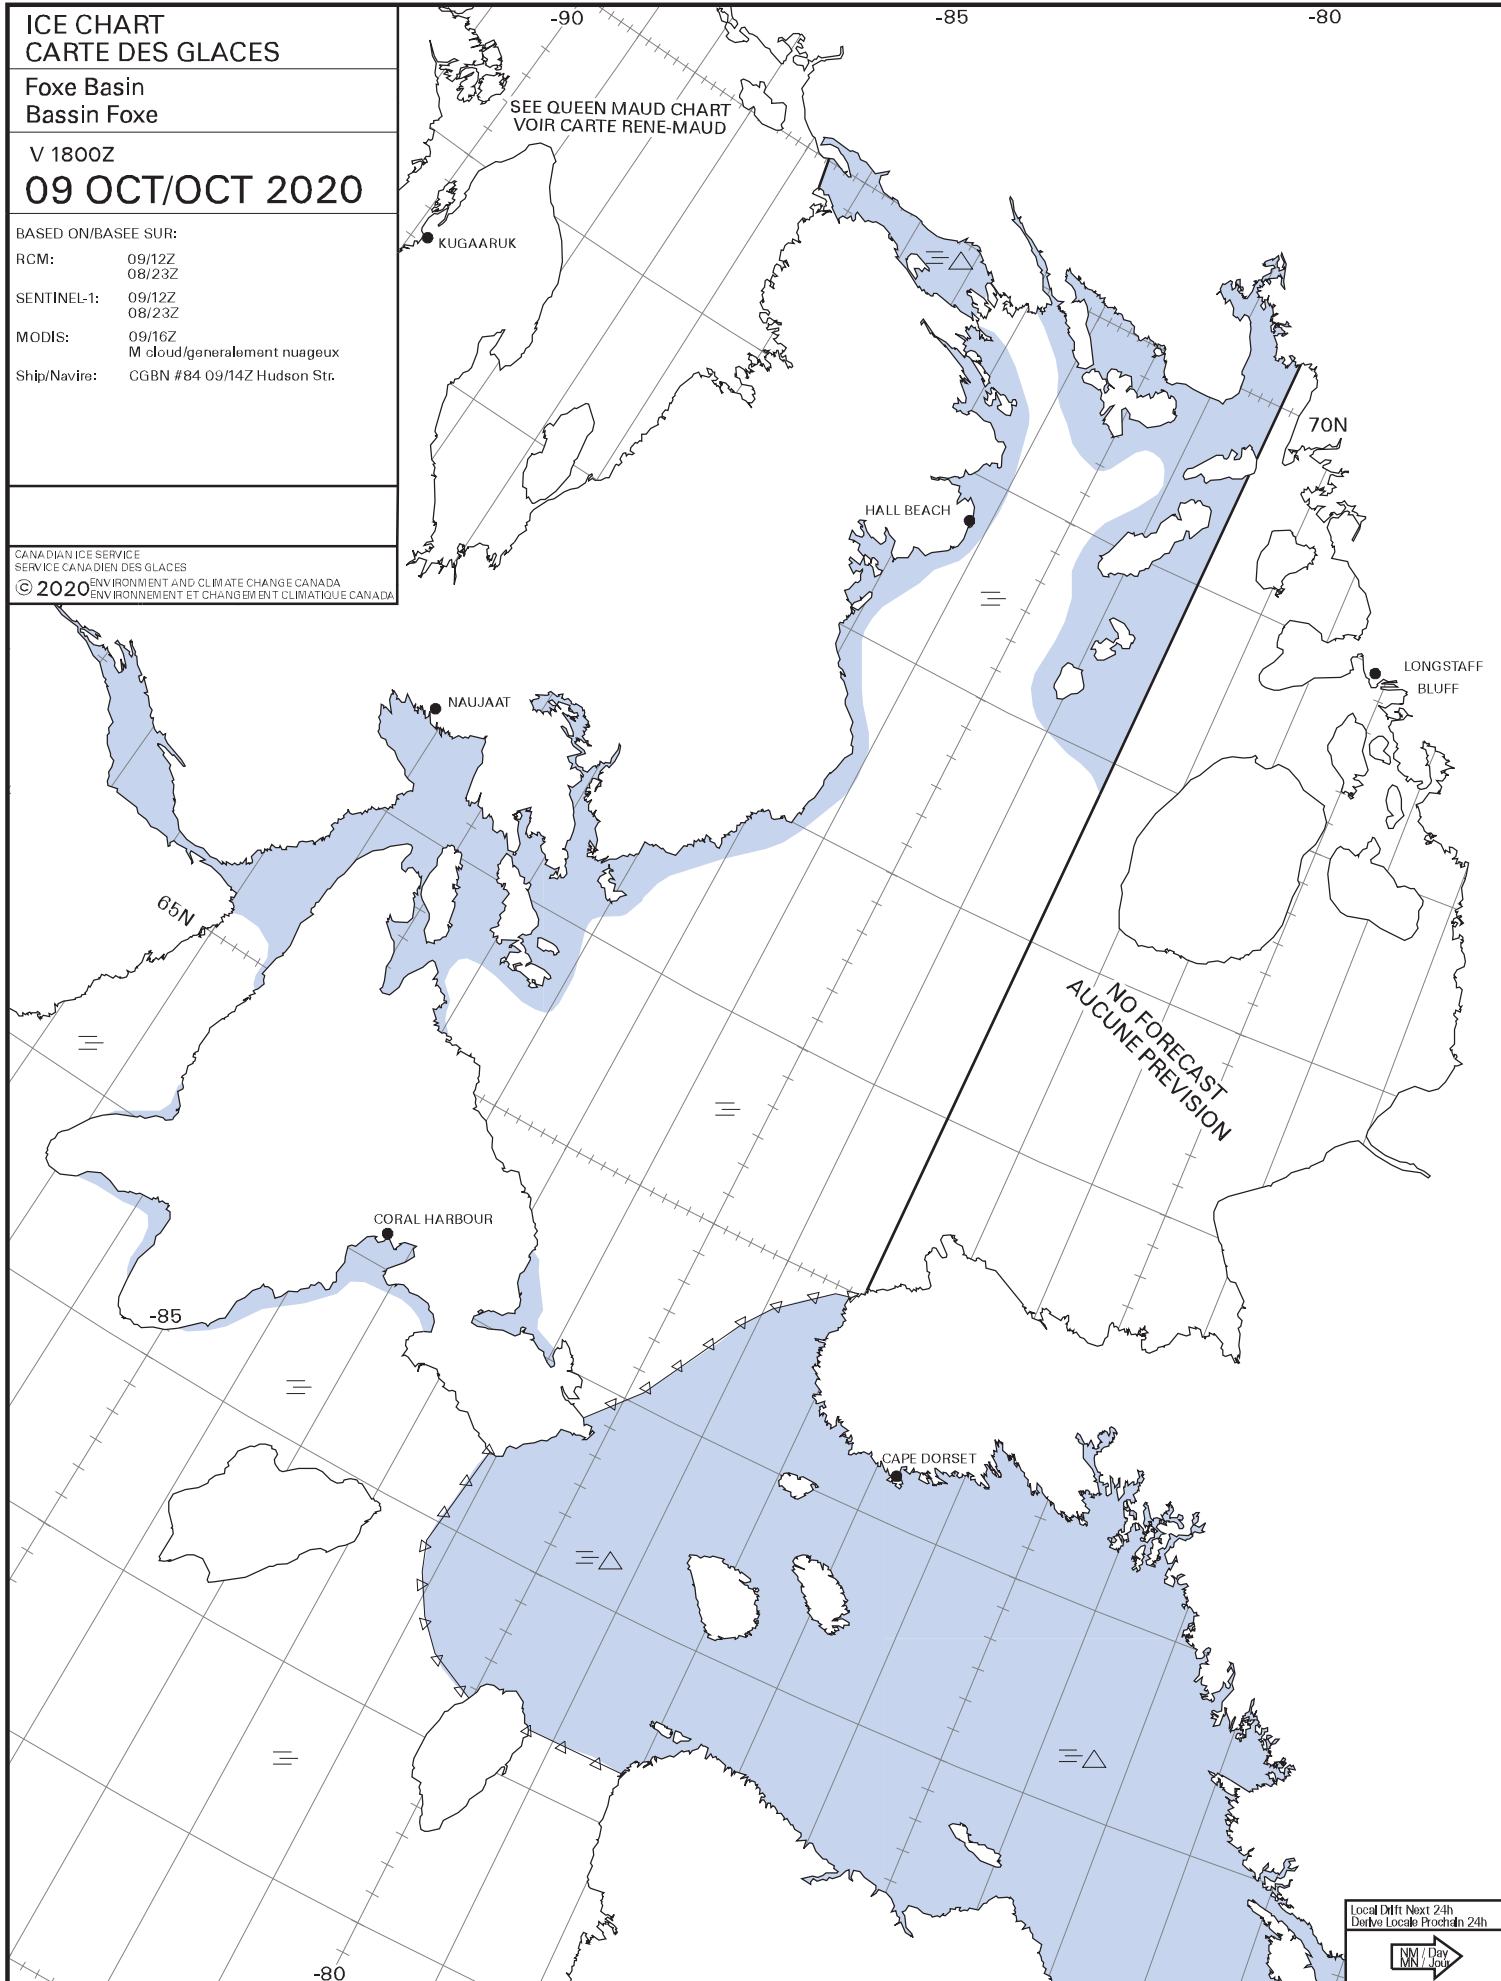 ICE CHART
CARTE DES GLACES
Foxe Basin
Bassin Foxe
V 1800Z
09 OCT/OCT 2020
BASED ON/BASEE SUR:
RCM: 09/12Z
08/23Z
SENTINEL-1: 09/12Z
08/23Z
MODIS: 09/16Z
M cloud/generalement nuageux
Ship/Navire: CGBN #84 09/14Z Hudson Str.
CANADIAN ICE SERVICE
SERVICE CANADIEN DES GLACES
© 2020 ENVIRONMENT AND CLIMATE CHANGE CANADA
ENVIRONNEMENT ET CHANGEMENT CLIMATIQUE CANADA
-90
-85
-80
SEE QUEEN MAUD CHART
VOIR CARTE RENE-MAUD
KUGAARUK
70N
HALL BEACH
LONGSTAFF
BLUFF
NAUJAAT
65N
NO FORECAST
AUCUNE PREVISION
CORAL HARBOUR
-85
CAPE DORSET
-80
Local Drift Next 24h
Derive Locale Prochain 24h
NM / Day
MN / Jour